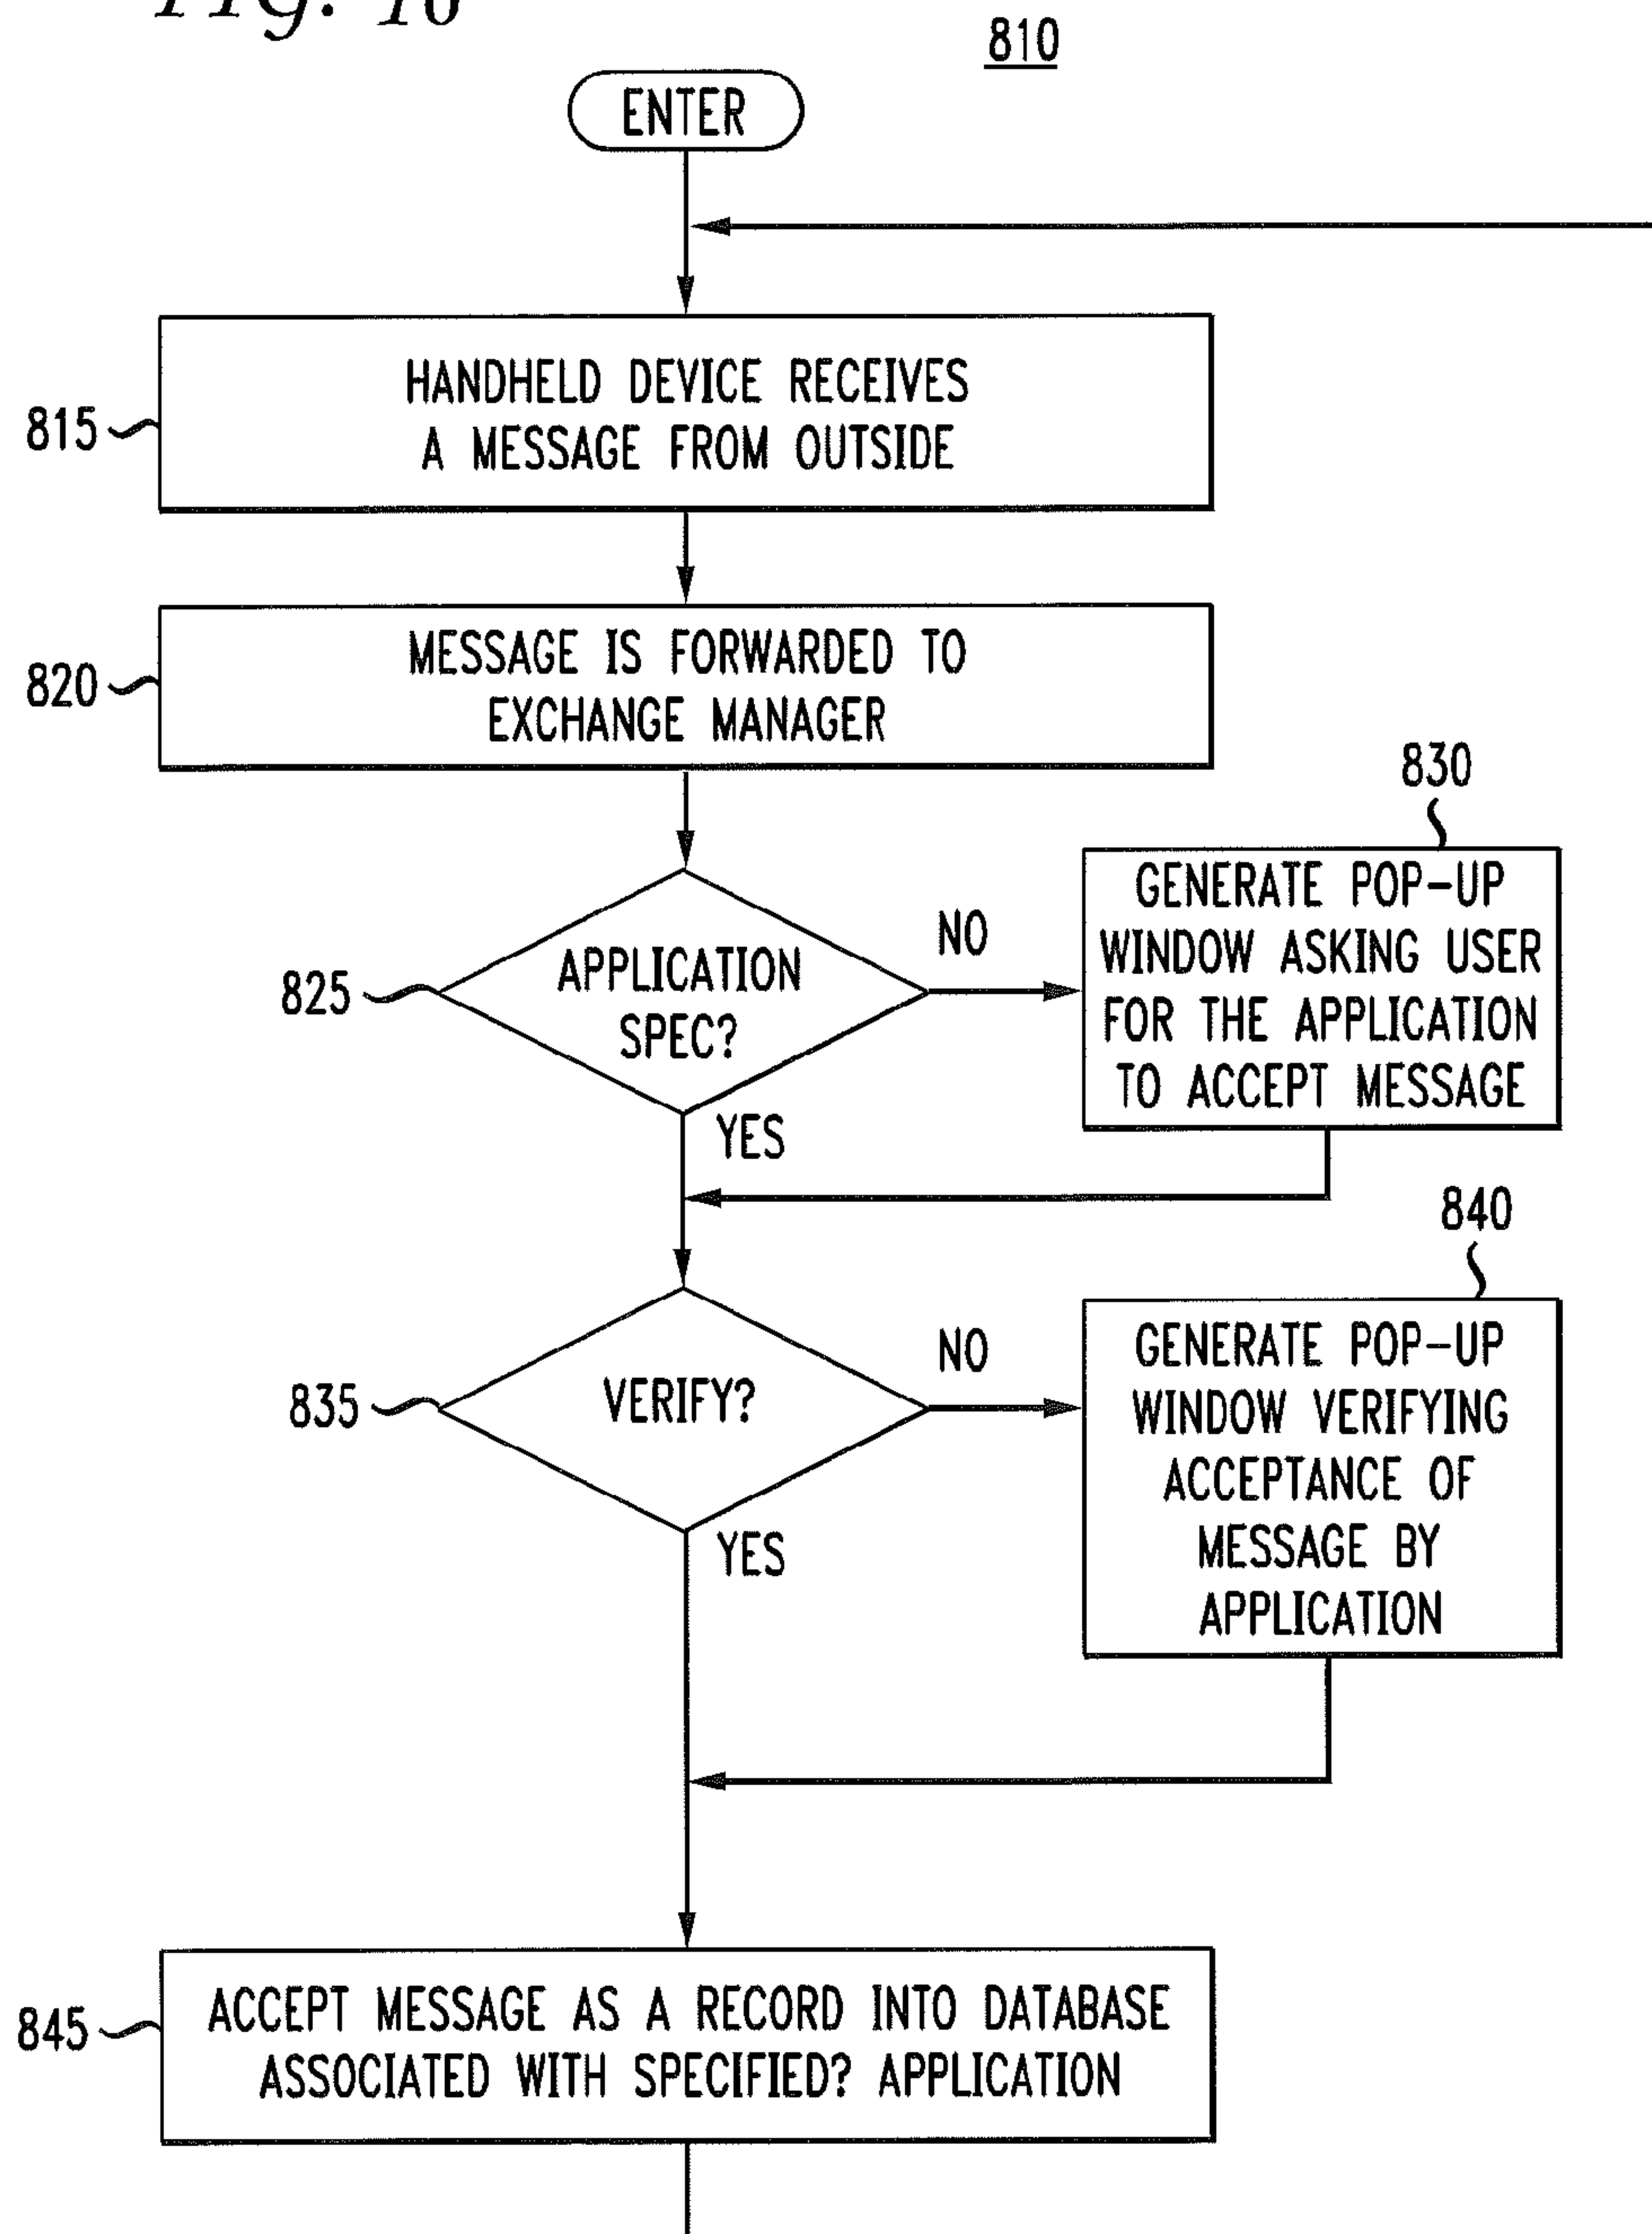 FIG. 10
810
ENTER
HANDHELD DEVICE RECEIVES
A MESSAGE FROM OUTSIDE
815
MESSAGE IS FORWARDED TO
EXCHANGE MANAGER
820
830
GENERATE POP-UP
WINDOW ASKING USER
FOR THE APPLICATION
TO ACCEPT MESSAGE
NO
APPLICATION
SPEC?
825
YES
840
GENERATE POP-UP
WINDOW VERIFYING
ACCEPTANCE OF
MESSAGE BY
APPLICATION
NO
VERIFY?
835
YES
ACCEPT MESSAGE AS A RECORD INTO DATABASE
ASSOCIATED WITH SPECIFIED? APPLICATION
845